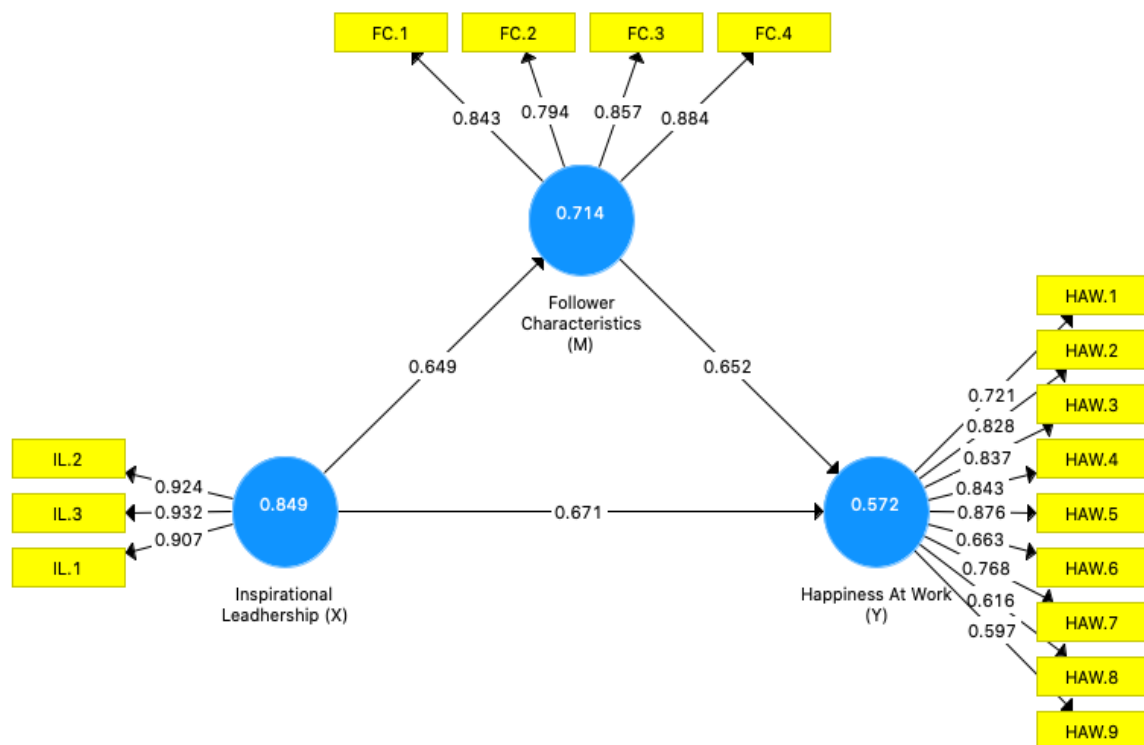 FC.1 FC.2 FC.3 FC.4
0.843 0.794 0.857 0.884
0.714
Follower
Characteristics
(M)
0.649
0.652
IL.2
IL.3
IL.1
0.924
0.932
0.907
0.849
Inspirational
Leadhership (X)
0.671
0.572
Happiness At Work
(Y)
0.721
0.828
0.837
0.843
0.876
0.663
0.768
0.616
0.597
HAW.1
HAW.2
HAW.3
HAW.4
HAW.5
HAW.6
HAW.7
HAW.8
HAW.9